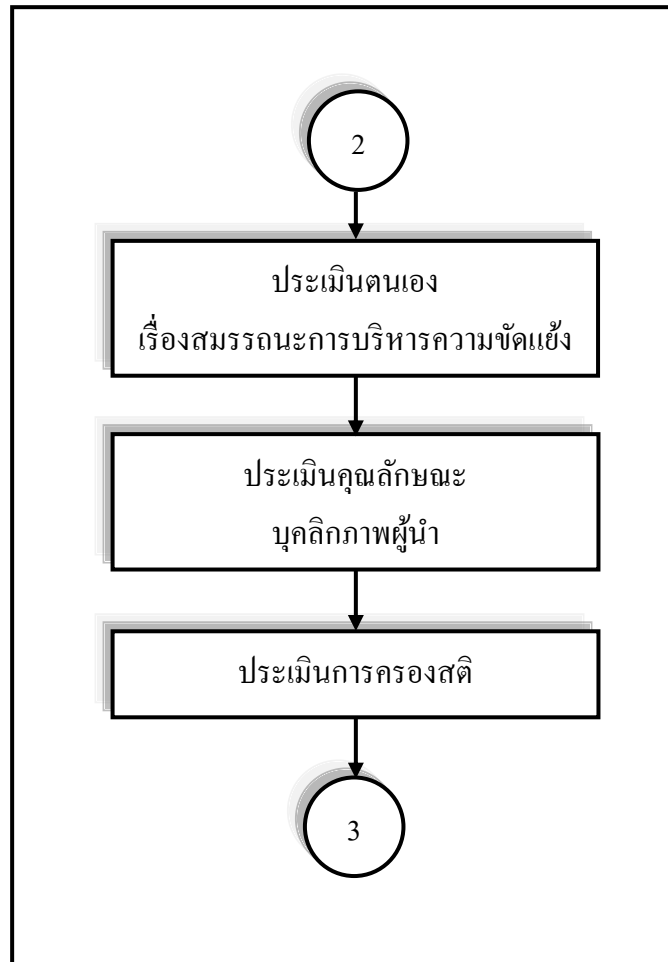 2
ประเมินตนเอง
เรื่องสมรรถนะการบริหารความขัดแย้ง
ประเมินคุณลักษณะ
บุคลิกภาพผู้นำ
ประเมินการครองสติ
3